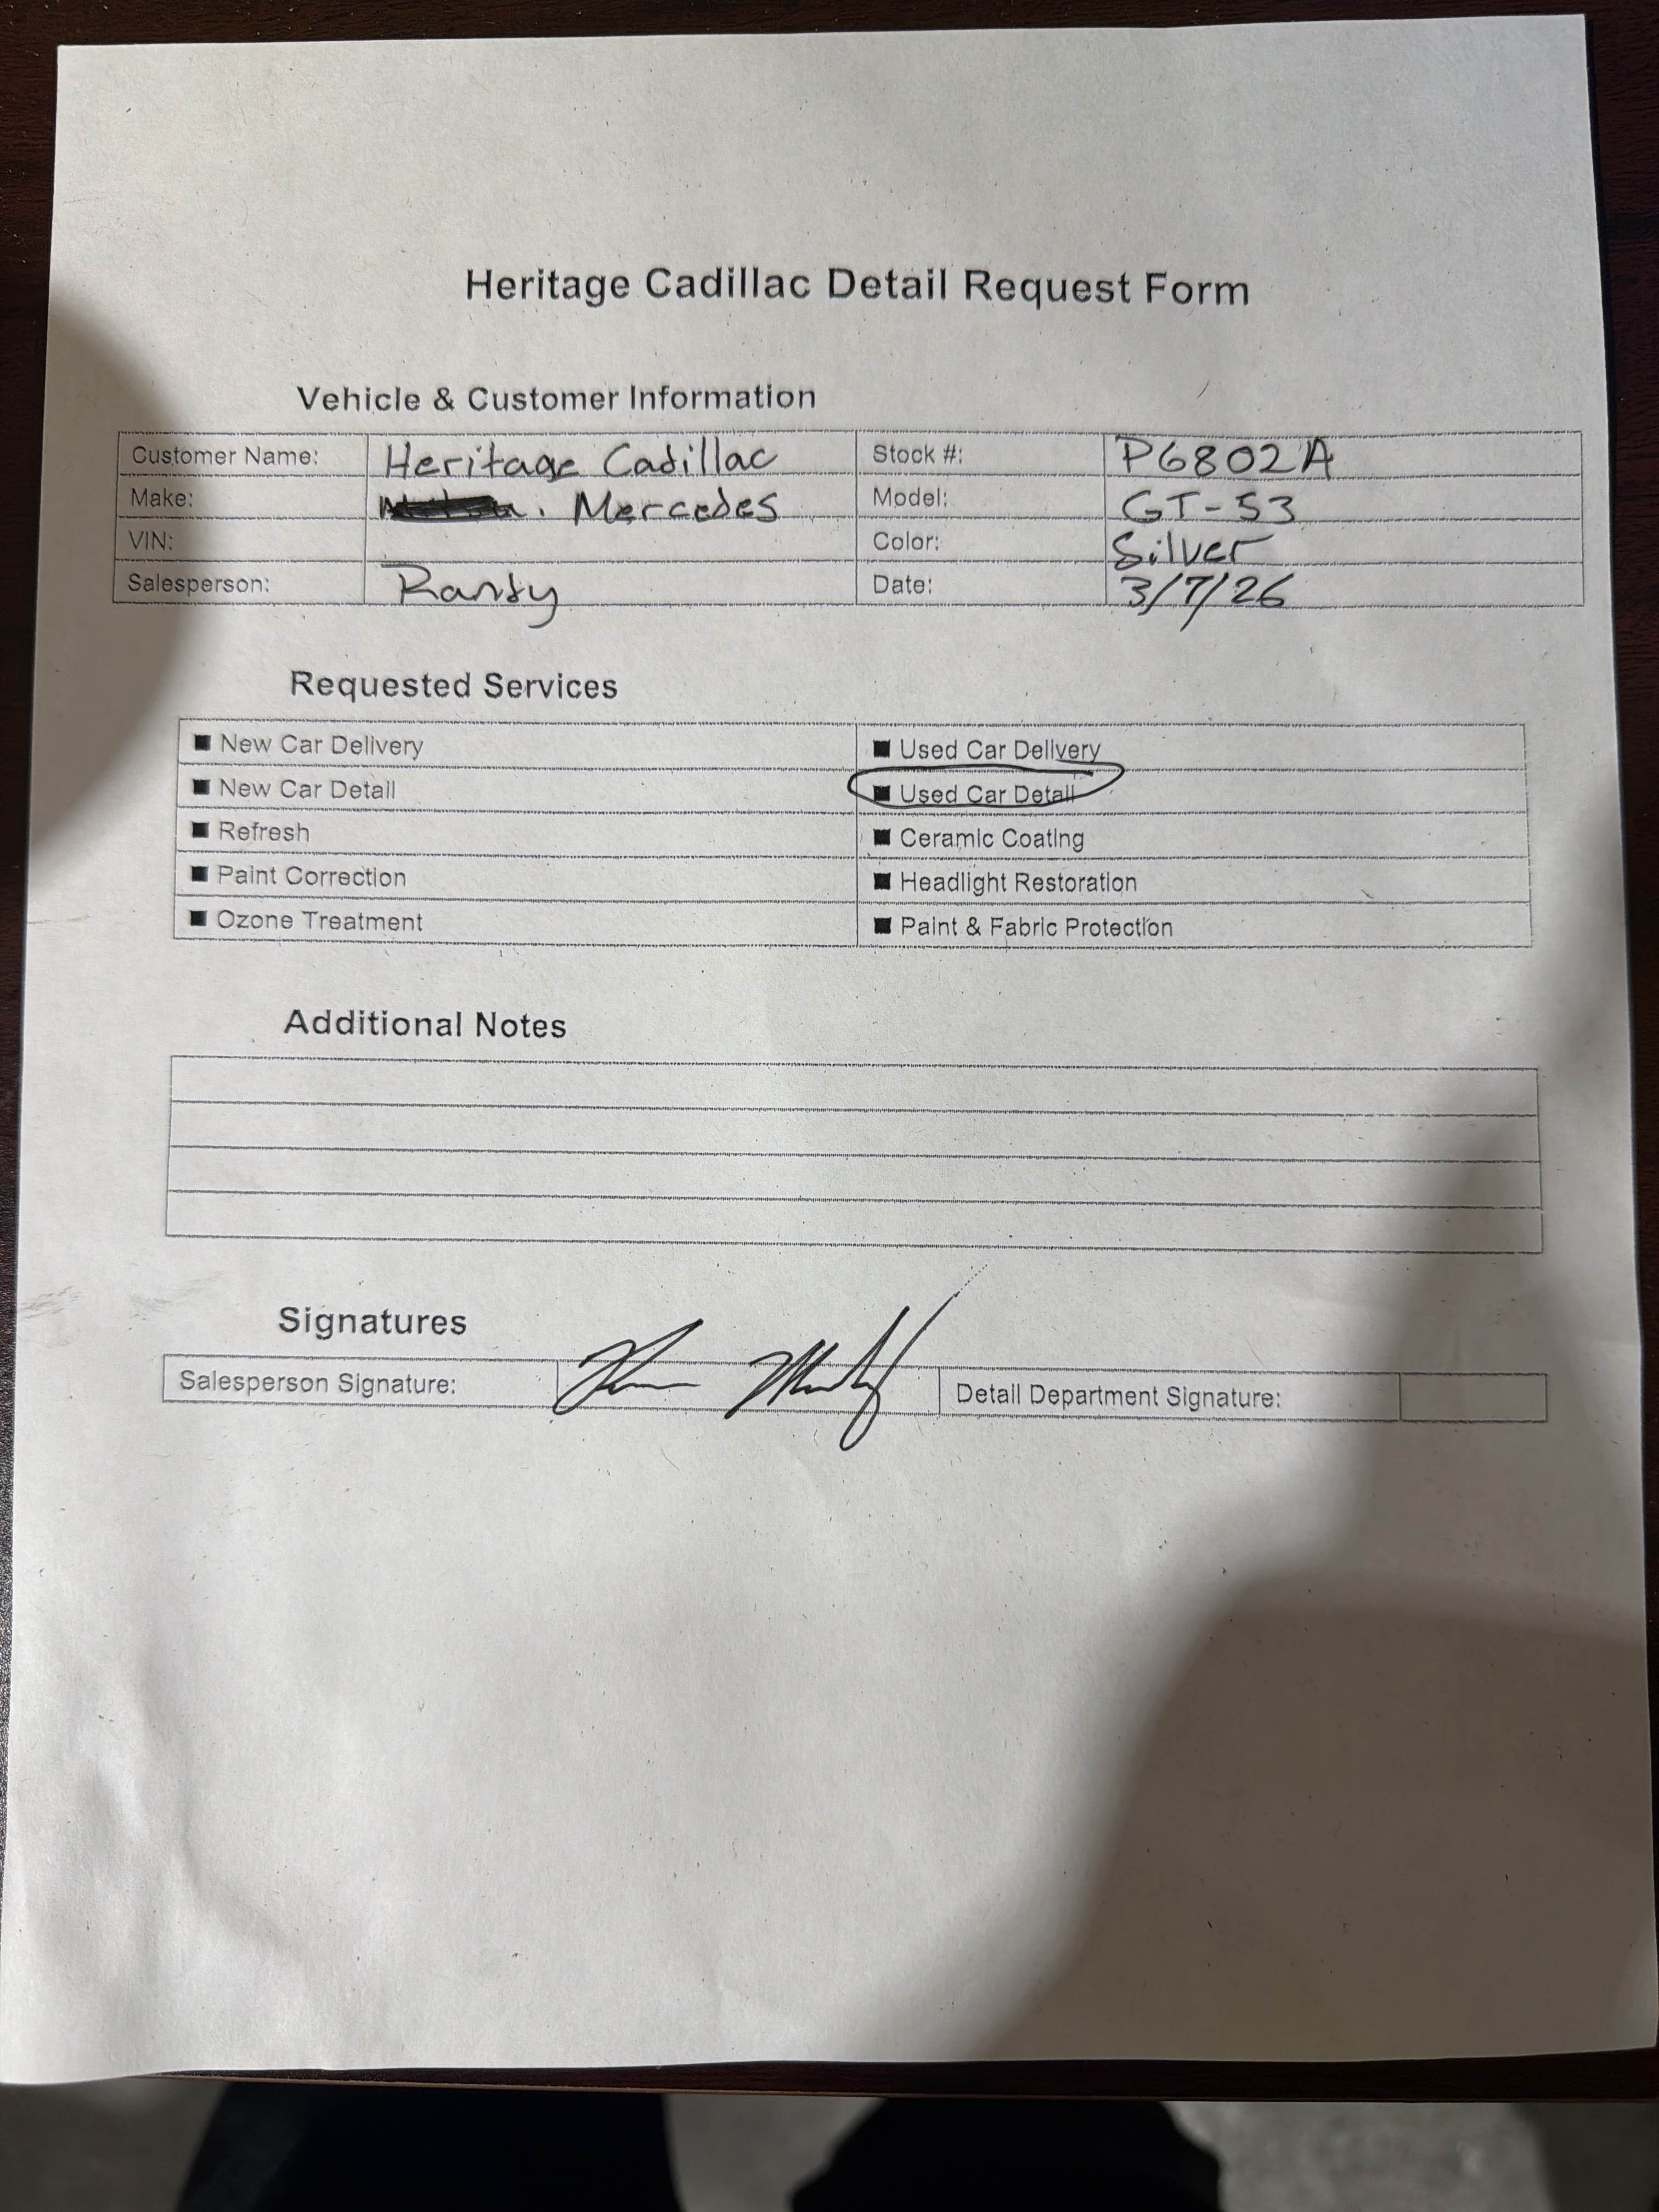 Heritage Cadillac Detail Request Form
Vehicle & Customer Information
Customer Name: Heritage Cadillac Stock #: P6802A
Make: Mercedes Model: GT-53
VIN: Color: Silver
Salesperson: Randy Date: 3/7/26
Requested Services
New Car Delivery Used Car Delivery
New Car Detail Used Car Detail
Refresh Ceramic Coating
Paint Correction Headlight Restoration
Ozone Treatment Paint & Fabric Protection
Additional Notes
Signatures
Salesperson Signature: Detail Department Signature: